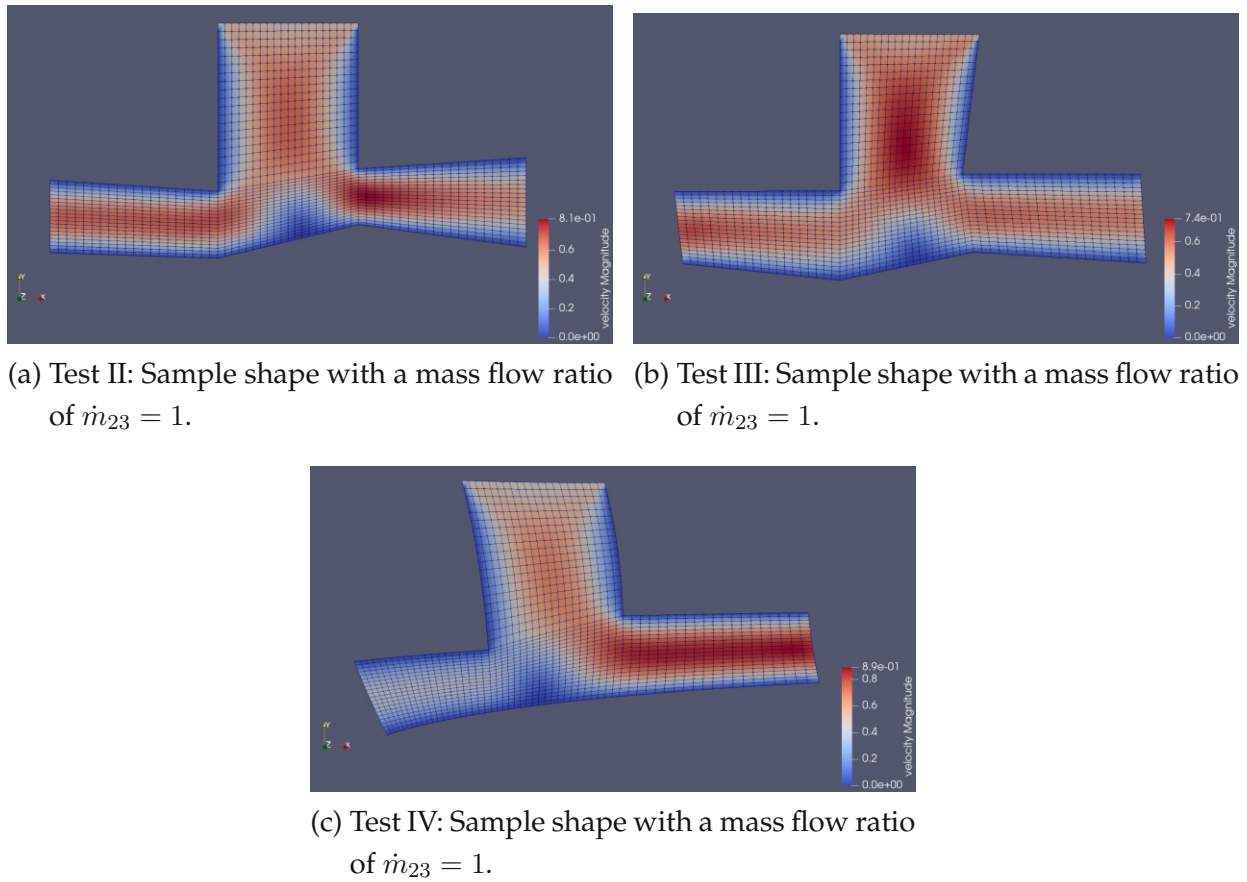 8.1e-01
0.6
0.4
0.2
0.0e+00
velocity Magnitude
Y
Z
X
7.4e-01
0.6
0.4
0.2
0.0e+00
velocity Magnitude
Y
Z
X
(a) Test II: Sample shape with a mass flow ratio
of ṁ₂₃ = 1.
(b) Test III: Sample shape with a mass flow ratio
of ṁ₂₃ = 1.
8.9e-01
0.8
0.6
0.4
0.2
0.0e+00
velocity Magnitude
Y
Z
X
(c) Test IV: Sample shape with a mass flow ratio
of ṁ₂₃ = 1.